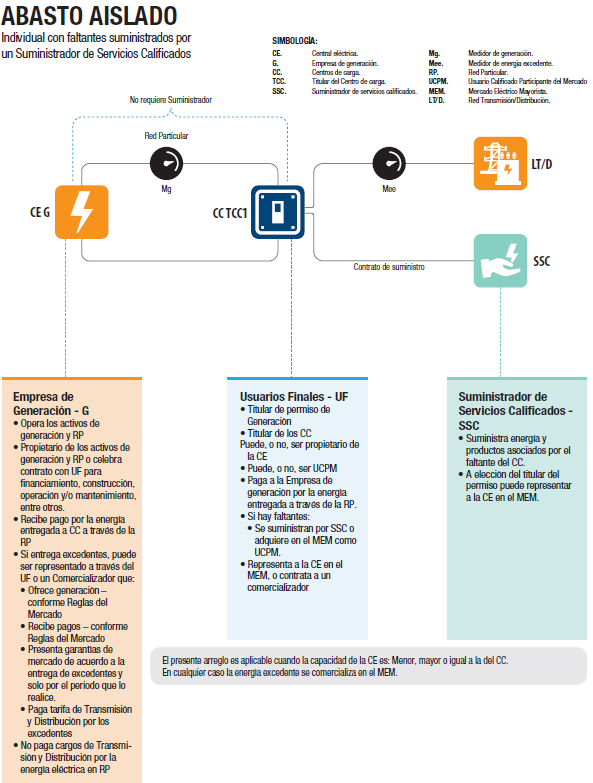 ABASTO AISLADO
Individual con faltantes suministrados por
un Suministrador de Servicios Calificados
SIMBOLOGÍA:
CE. Central eléctrica.
G. Empresa de generación.
CC. Centros de carga.
TCC. Titular del Centro de carga.
SSC. Suministrador de servicios calificados.
Mg. Medidor de generación.
Mee. Medidor de energía excedente.
RP. Red Particular.
UCPM. Usuario Calificado Participante del Mercado
MEM. Mercado Eléctrico Mayorista.
LT/D. Red Transmisión/Distribución.
No requiere Suministrador
Red Particular
Mg
Mee
LT/D
CE G
CC TCC1
SSC
Contrato de suministro
Empresa de
Generación - G
• Opera los activos de
generación y RP
• Propietario de los activos de
generación y RP o celebra
contrato con UF para
financiamiento, construcción,
operación y/o mantenimiento,
entre otros.
• Recibe pago por la energía
entregada a CC a través de la
RP
• Si entrega excedentes, puede
ser representado a través del
UF o un Comercializador que:
• Ofrece generación –
conforme Reglas del
Mercado
• Recibe pagos – conforme
Reglas del Mercado
• Presenta garantías de
mercado de acuerdo a la
entrega de excedentes y
solo por el periodo que lo
realice.
• Paga tarifa de Transmisión
y Distribución por los
excedentes
• No paga cargos de Transmi-
sión y Distribución por la
energía eléctrica en RP
Usuarios Finales - UF
• Titular de permiso de
Generación
• Titular de los CC
Puede, o no, ser propietario de
la CE
• Puede, o no, ser UCPM
• Paga a la Empresa de
generación por la energía
entregada a través de la RP.
• Si hay faltantes:
• Se suministran por SSC o
adquiere en el MEM como
UCPM.
• Representa a la CE en el
MEM, o contrata a un
comercializador
Suministrador de
Servicios Calificados -
SSC
• Suministra energía y
productos asociados por el
faltante del CC.
• A elección del titular del
permiso puede representar
a la CE en el MEM.
El presente arreglo es aplicable cuando la capacidad de la CE es: Menor, mayor o igual a la del CC.
En cualquier caso la energía excedente se comercializa en el MEM.